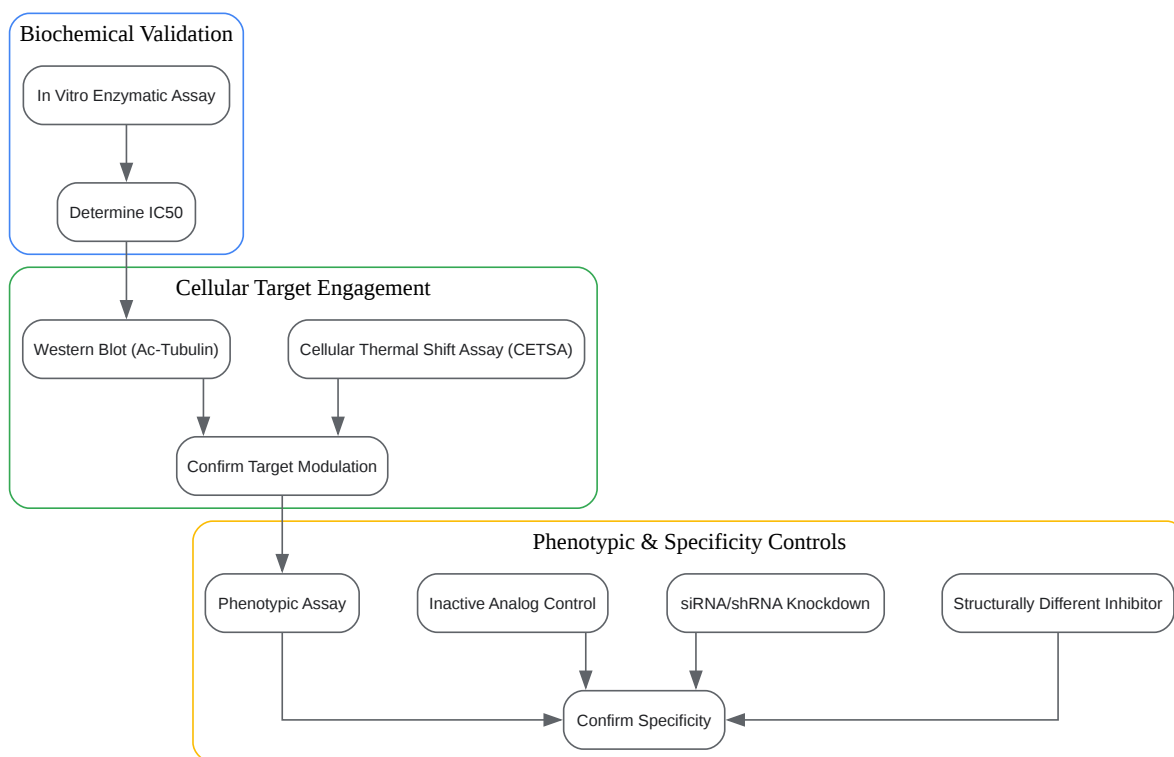 Biochemical Validation
In Vitro Enzymatic Assay
Determine IC50
Cellular Target Engagement
Western Blot (Ac-Tubulin)
Cellular Thermal Shift Assay (CETSA)
Confirm Target Modulation
Phenotypic & Specificity Controls
Phenotypic Assay
Inactive Analog Control
siRNA/shRNA Knockdown
Structurally Different Inhibitor
Confirm Specificity